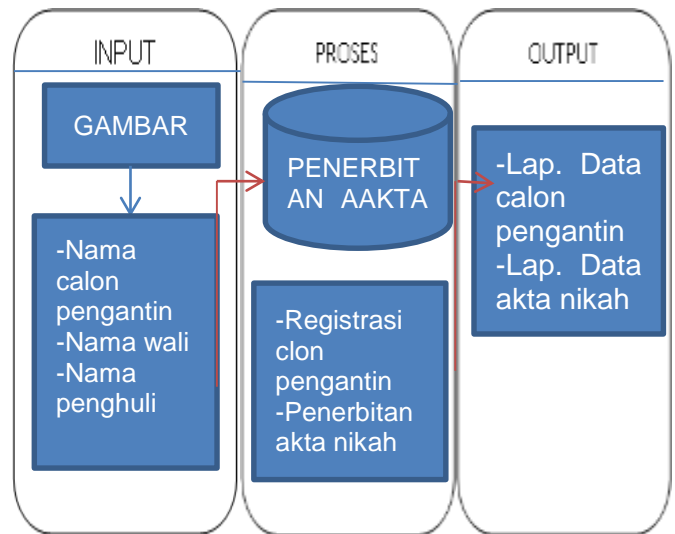 INPUT
GAMBAR
-Nama
calon
pengantin
-Nama wali
-Nama
penghuli
PROSES
PENERBIT
AN AAKTA
-Registrasi
clon
pengantin
-Penerbitan
akta nikah
OUTPUT
-Lap. Data
calon
pengantin
-Lap. Data
akta nikah